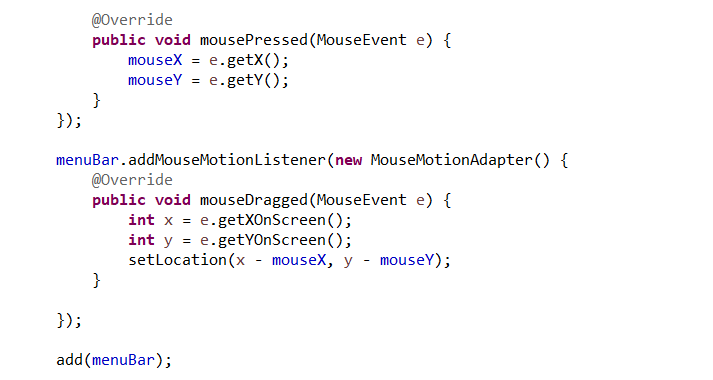 @Override
public void mousePressed(MouseEvent e) {
mouseX = e.getX();
mouseY = e.getY();
}
});
menuBar.addMouseMotionListener(new MouseMotionAdapter() {
@Override
public void mouseDragged(MouseEvent e) {
int x = e.getXOnScreen();
int y = e.getYOnScreen();
setLocation(x - mouseX, y - mouseY);
}
});
add(menuBar);